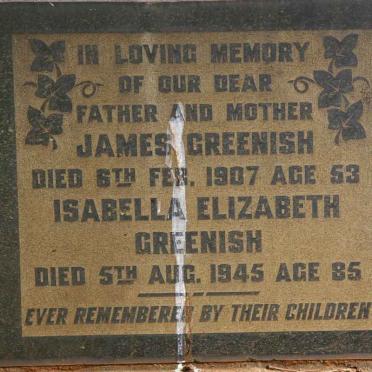 IN LOVING MEMORY
OF OUR DEAR
FATHER AND MOTHER
JAMES GREENISH
DIED 6TH FEB. 1907 AGE 53
ISABELLA ELIZABETH
GREENISH
DIED 5TH AUG. 1945 AGE 85
EVER REMEMBERED BY THEIR CHILDREN